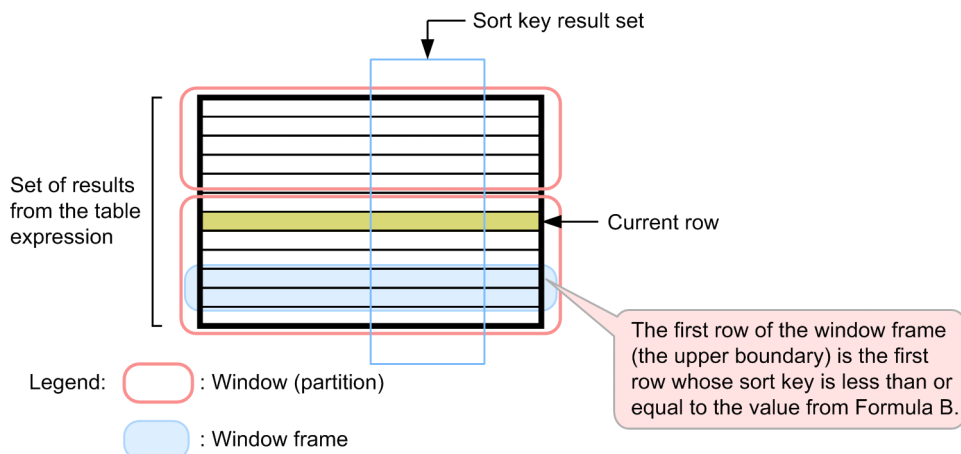 Sort key result set
Set of results
from the table
expression
Current row
The first row of the window frame
(the upper boundary) is the first
row whose sort key is less than or
equal to the value from Formula B.
Legend:
: Window (partition)
: Window frame